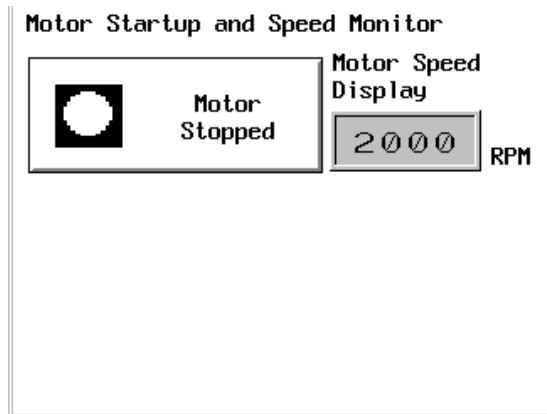 Motor Startup and Speed Monitor
Motor
Stopped
Motor Speed
Display
2000
RPM